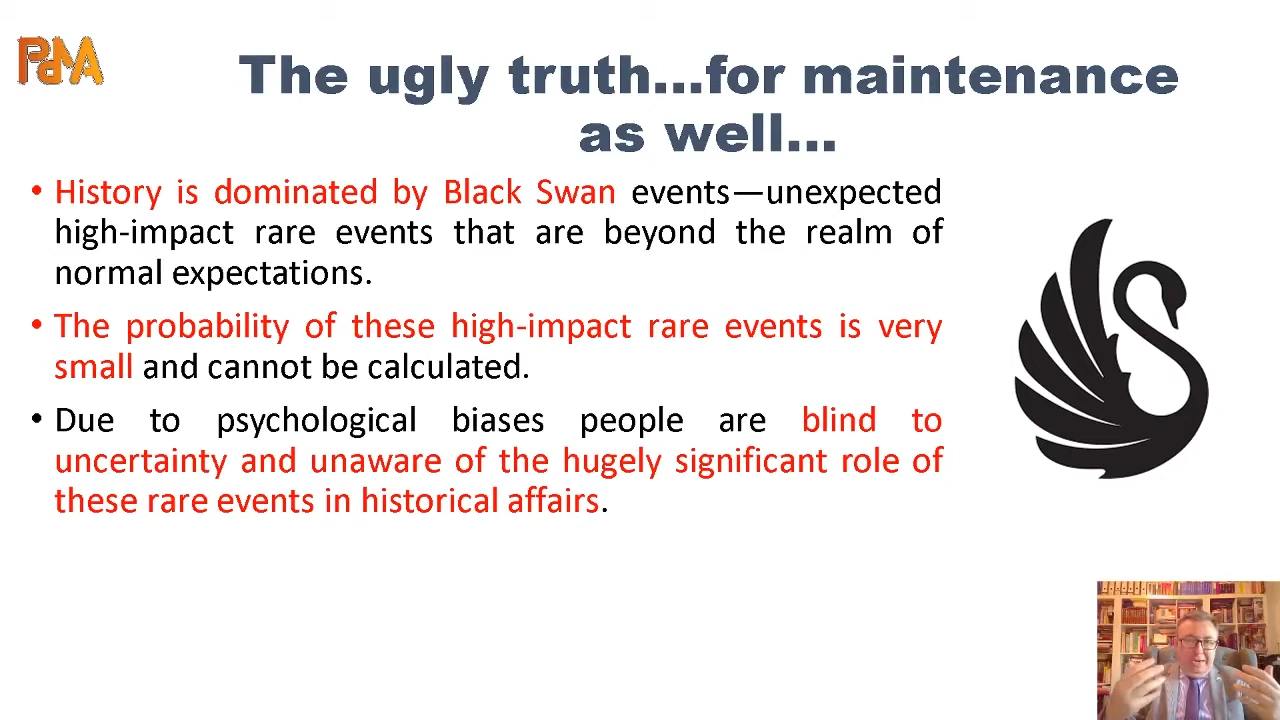 PdMA
The ugly truth...for maintenance
as well...
• History is dominated by Black Swan events—unexpected
high-impact rare events that are beyond the realm of
normal expectations.
• The probability of these high-impact rare events is very
small and cannot be calculated.
• Due to psychological biases people are blind to
uncertainty and unaware of the hugely significant role of
these rare events in historical affairs.